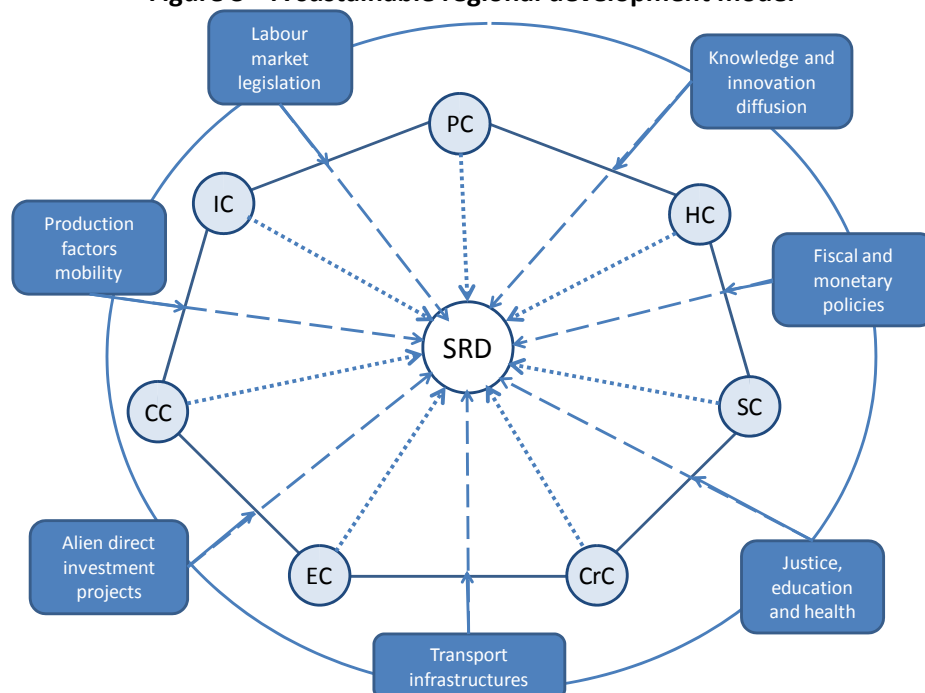 Labour
market
legislation
Knowledge and
innovation
diffusion
PC
IC
HC
Production
factors
mobility
Fiscal and
monetary
policies
SRD
CC
SC
Alien direct
investment
projects
EC
CrC
Justice,
education
and health
Transport
infrastructures